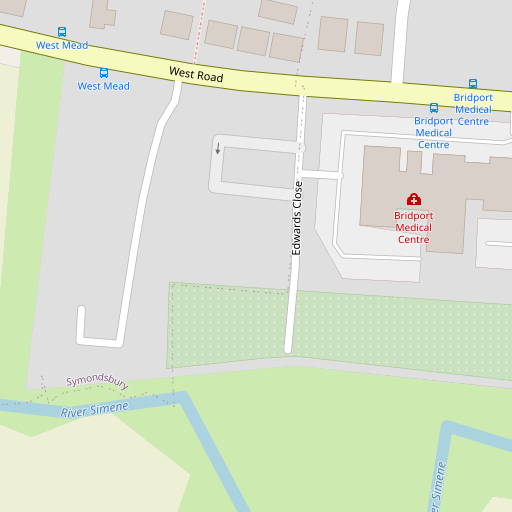 West Mead
West Road
West Mead
Bridport
Medical
Centre
Bridport
Medical
Centre
Edwards Close
Bridport
Medical
Centre
Symondsbury
River Simene
River Simene